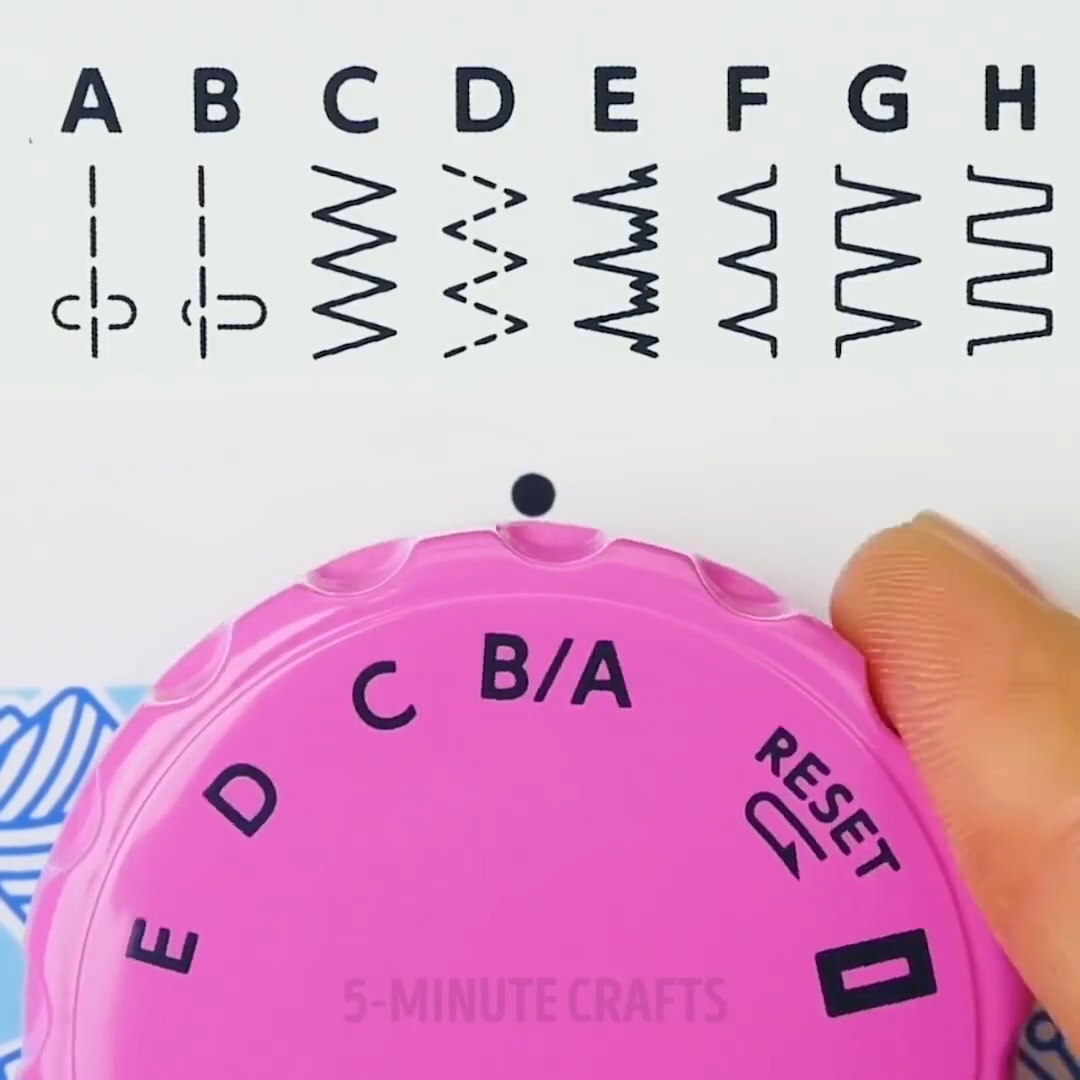 A B C D E F G H
B/A
C
D
E
RESET
5-MINUTE CRAFTS